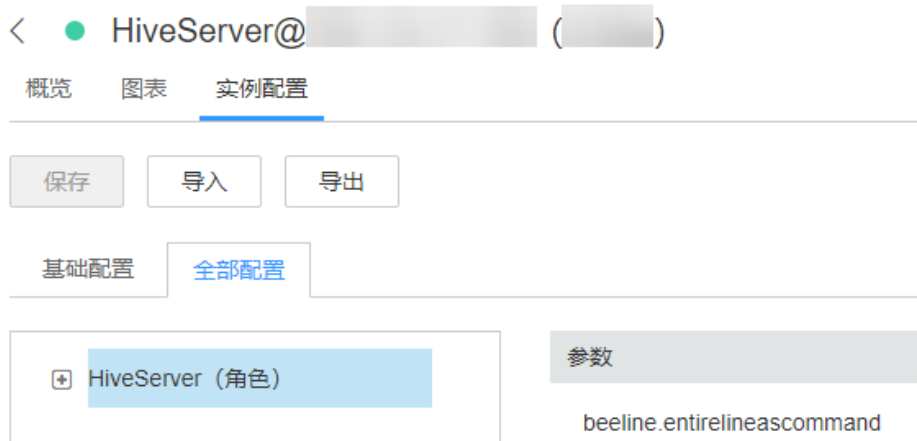 HiveServer@ ( )
概览 图表 实例配置
保存 导入 导出
基础配置 全部配置
HiveServer（角色） 参数
beeline.entirelineascommand